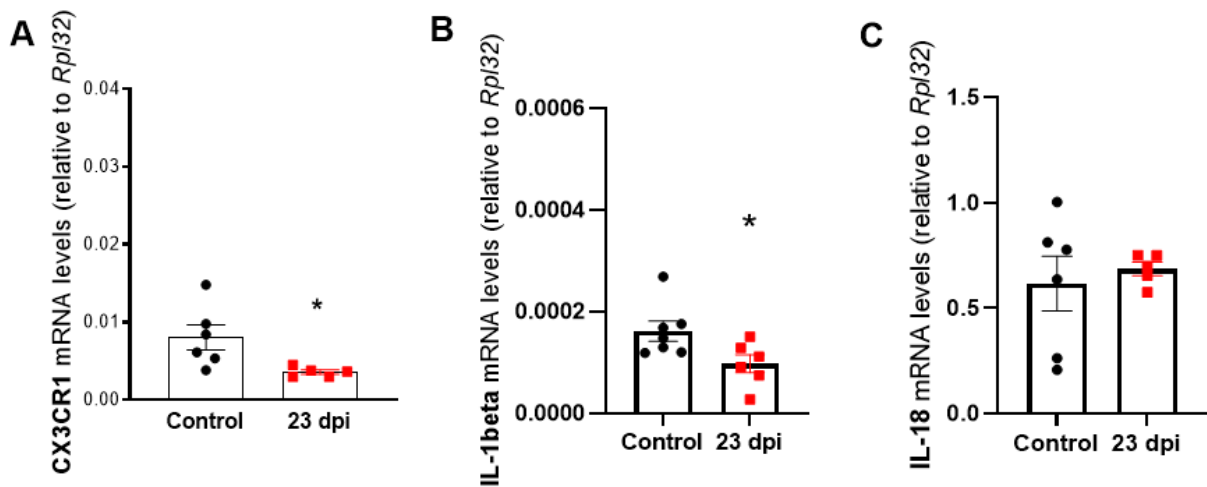 A
CX3CR1 mRNA levels (relative to Rpl32)
0.04
0.03
0.02
0.01
0.00
*
Control 23 dpi
B
IL-1beta mRNA levels (relative to Rpl32)
0.0006
0.0004
0.0002
0.0000
*
Control 23 dpi
C
IL-18 mRNA levels (relative to Rpl32)
1.5
1.0
0.5
0.0
Control 23 dpi